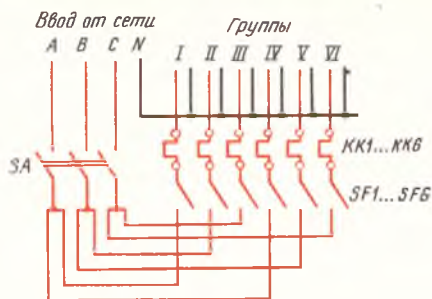 Ввод от сети
Группы
A B C N
I II III IV V VI
KK1...KK6
SA
SF1...SF6